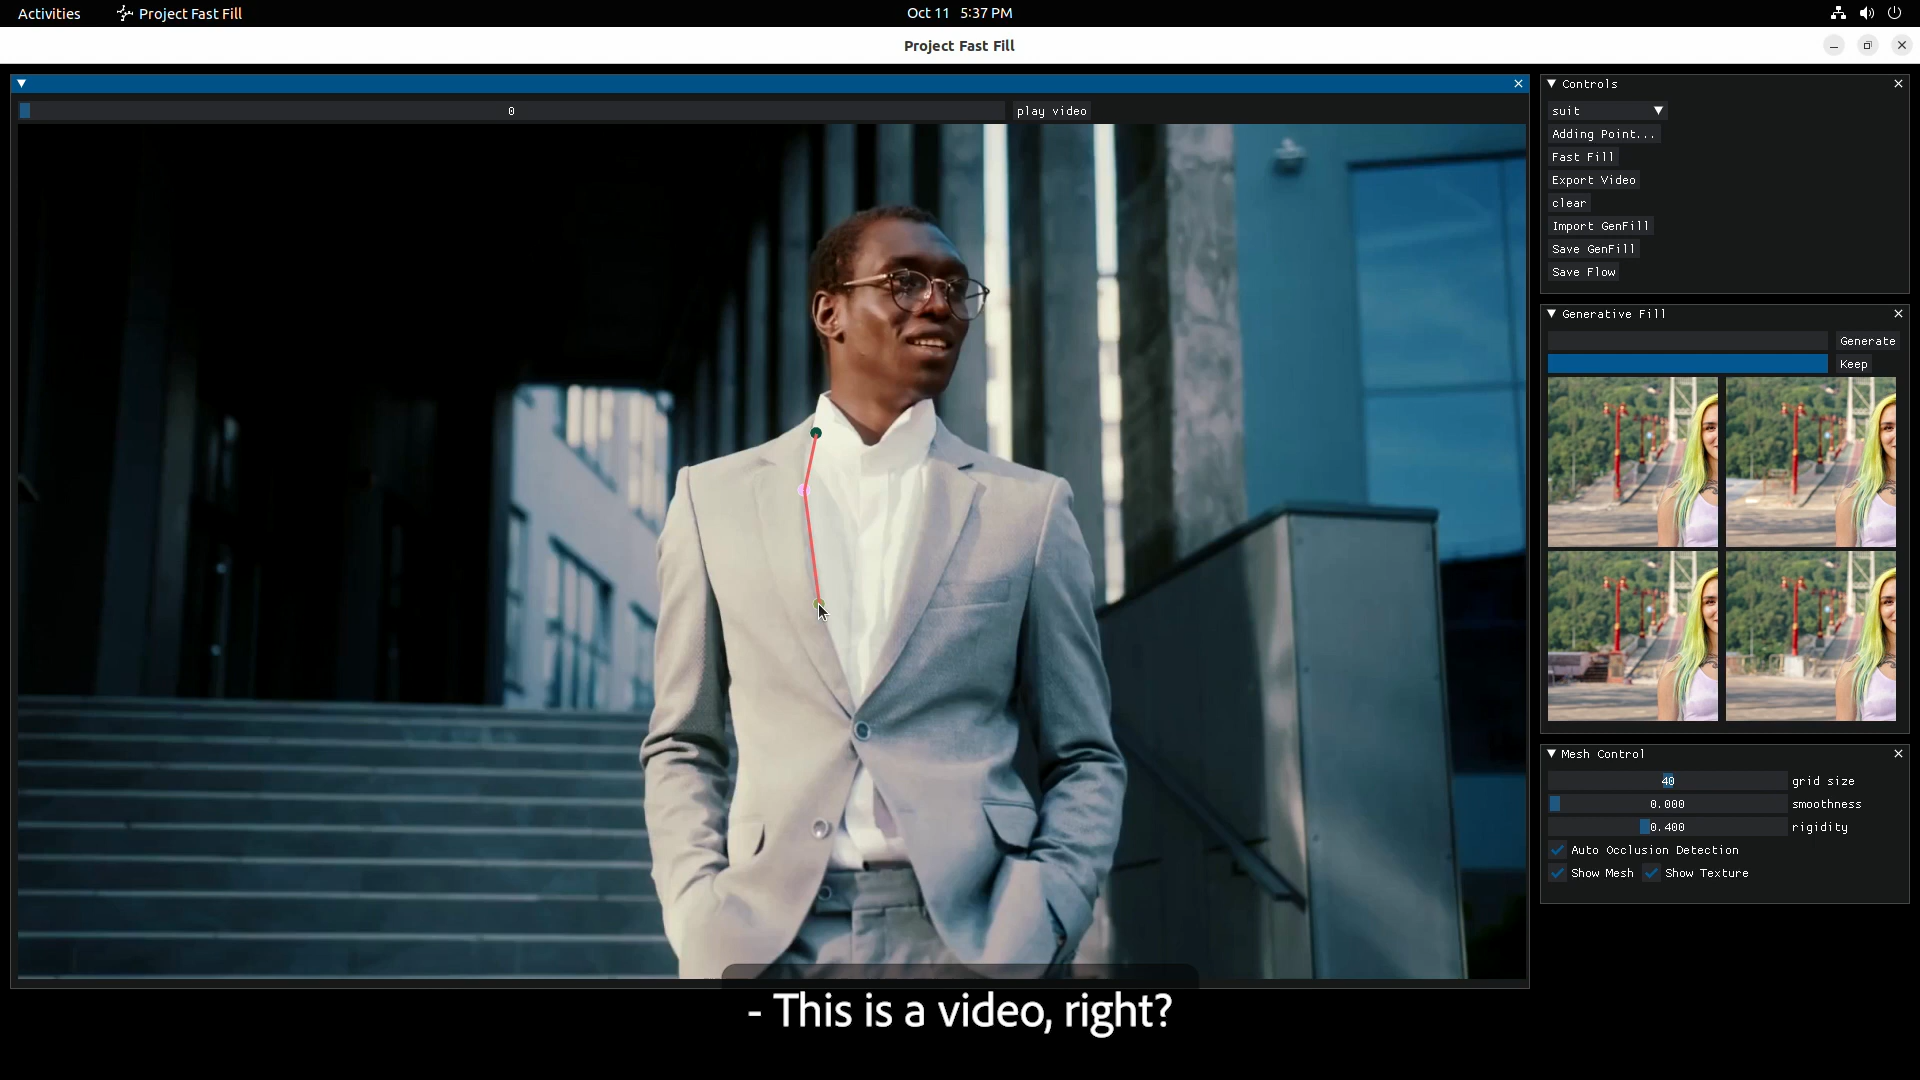 Activities
Project Fast Fill
Oct 11 5:37 PM
Project Fast Fill
0
play video
Controls
suit
Adding Point...
Fast Fill
Export Video
clear
Import GenFill
Save GenFill
Save Flow
Generative Fill
Generate
Keep
Mesh Control
40 grid size
0.000 smoothness
0.400 rigidity
Auto Occlusion Detection
Show Mesh Show Texture
- This is a video, right?